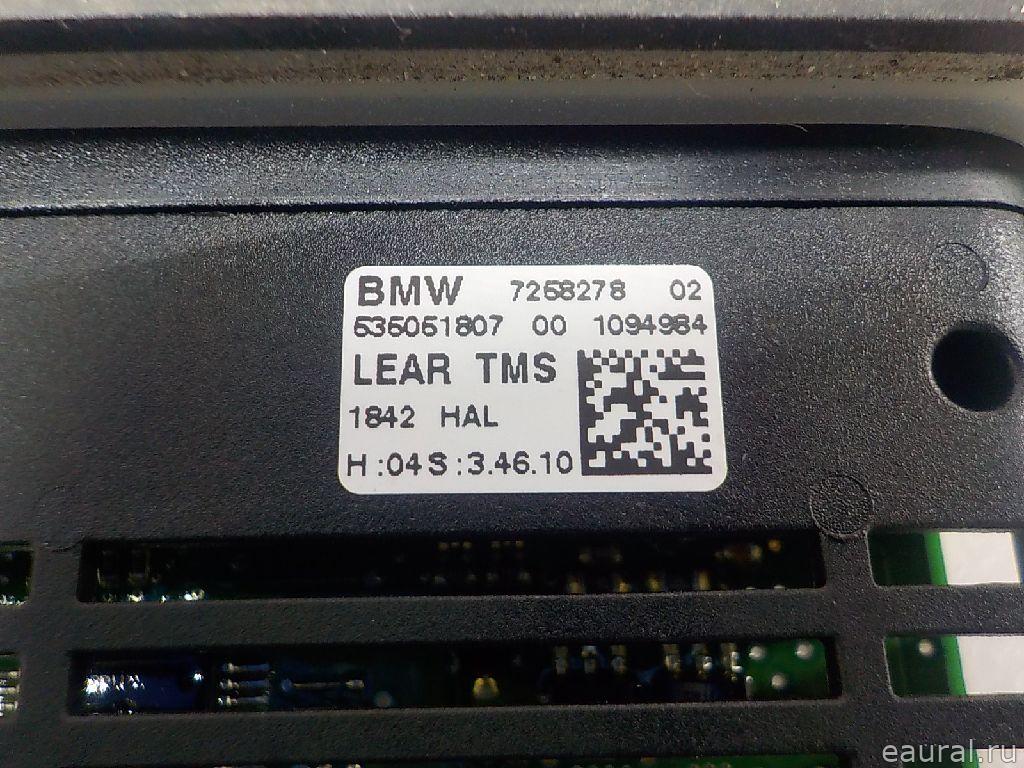 BMW 7258278 02
535051807 00 1094984
LEAR TMS
1842 HAL
H :04 S :3.46.10
eaural.ru